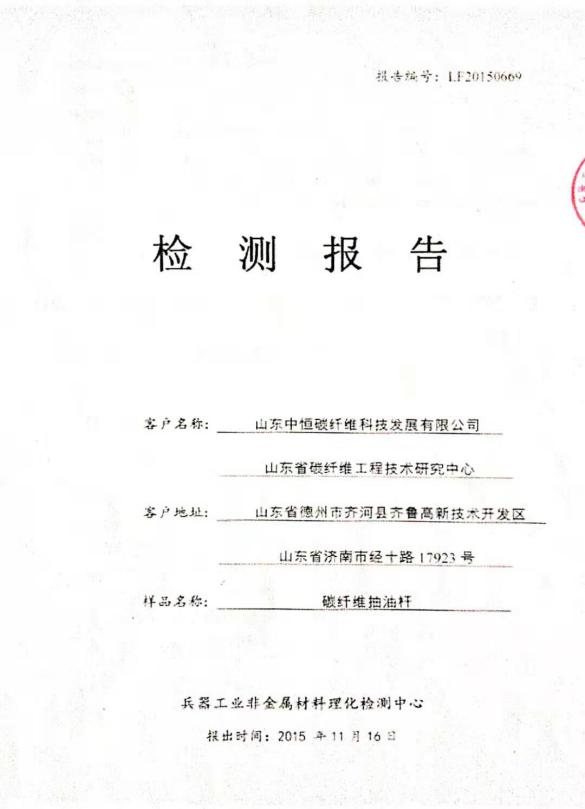 报告编号：LF20150669
检测报告
客户名称：山东中恒碳纤维科技发展有限公司
山东省碳纤维工程技术研究中心
客户地址：山东省德州市齐河县齐鲁高新技术开发区
山东省济南市经十路 17923 号
样品名称：碳纤维抽油杆
兵器工业非金属材料理化检测中心
报出时间：2015 年 11 月 16 日